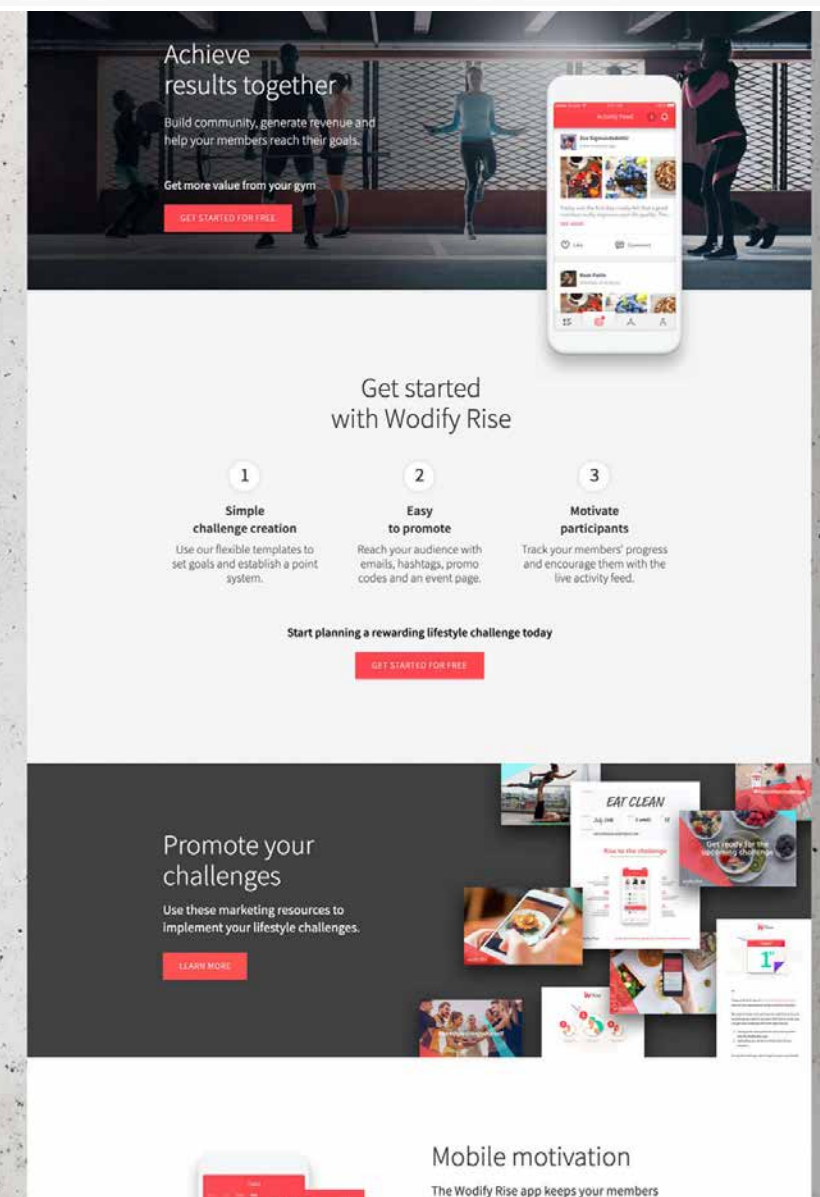 Achieve
results together
Build community, generate revenue and
help your members reach their goals.
Get more value from your gym
GET STARTED FOR FREE
Activity Feed
Like
Comment
Get started
with Wodify Rise
1
2
3
Simple
challenge creation
Easy
to promote
Motivate
participants
Use our flexible templates to
set goals and establish a point
system.
Reach your audience with
emails, hashtags, promo
codes and an event page.
Track your members' progress
and encourage them with the
live activity feed.
Start planning a rewarding lifestyle challenge today
GET STARTED FOR FREE
Promote your
challenges
Use these marketing resources to
implement your lifestyle challenges.
LEARN MORE
EAT CLEAN
July
Rise to the challenge
Get ready for the
upcoming challenge
Mobile motivation
The Wodify Rise app keeps your members